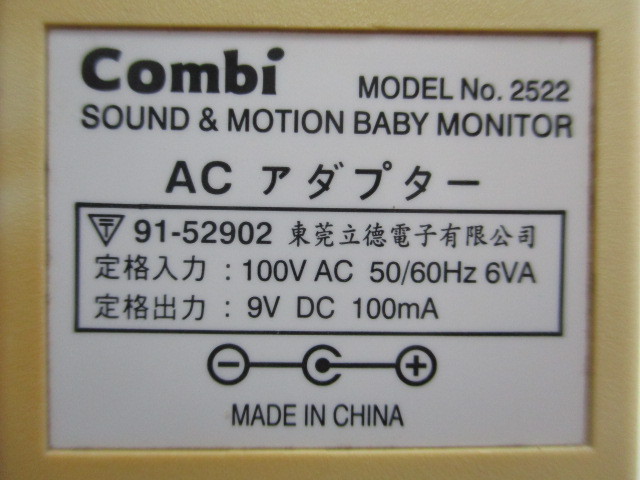 Combi MODEL No. 2522
SOUND & MOTION BABY MONITOR
AC アダプター
〒 91-52902 東莞立德電子有限公司
定格入力 : 100V AC 50/60Hz 6VA
定格出力 : 9V DC 100mA
MADE IN CHINA